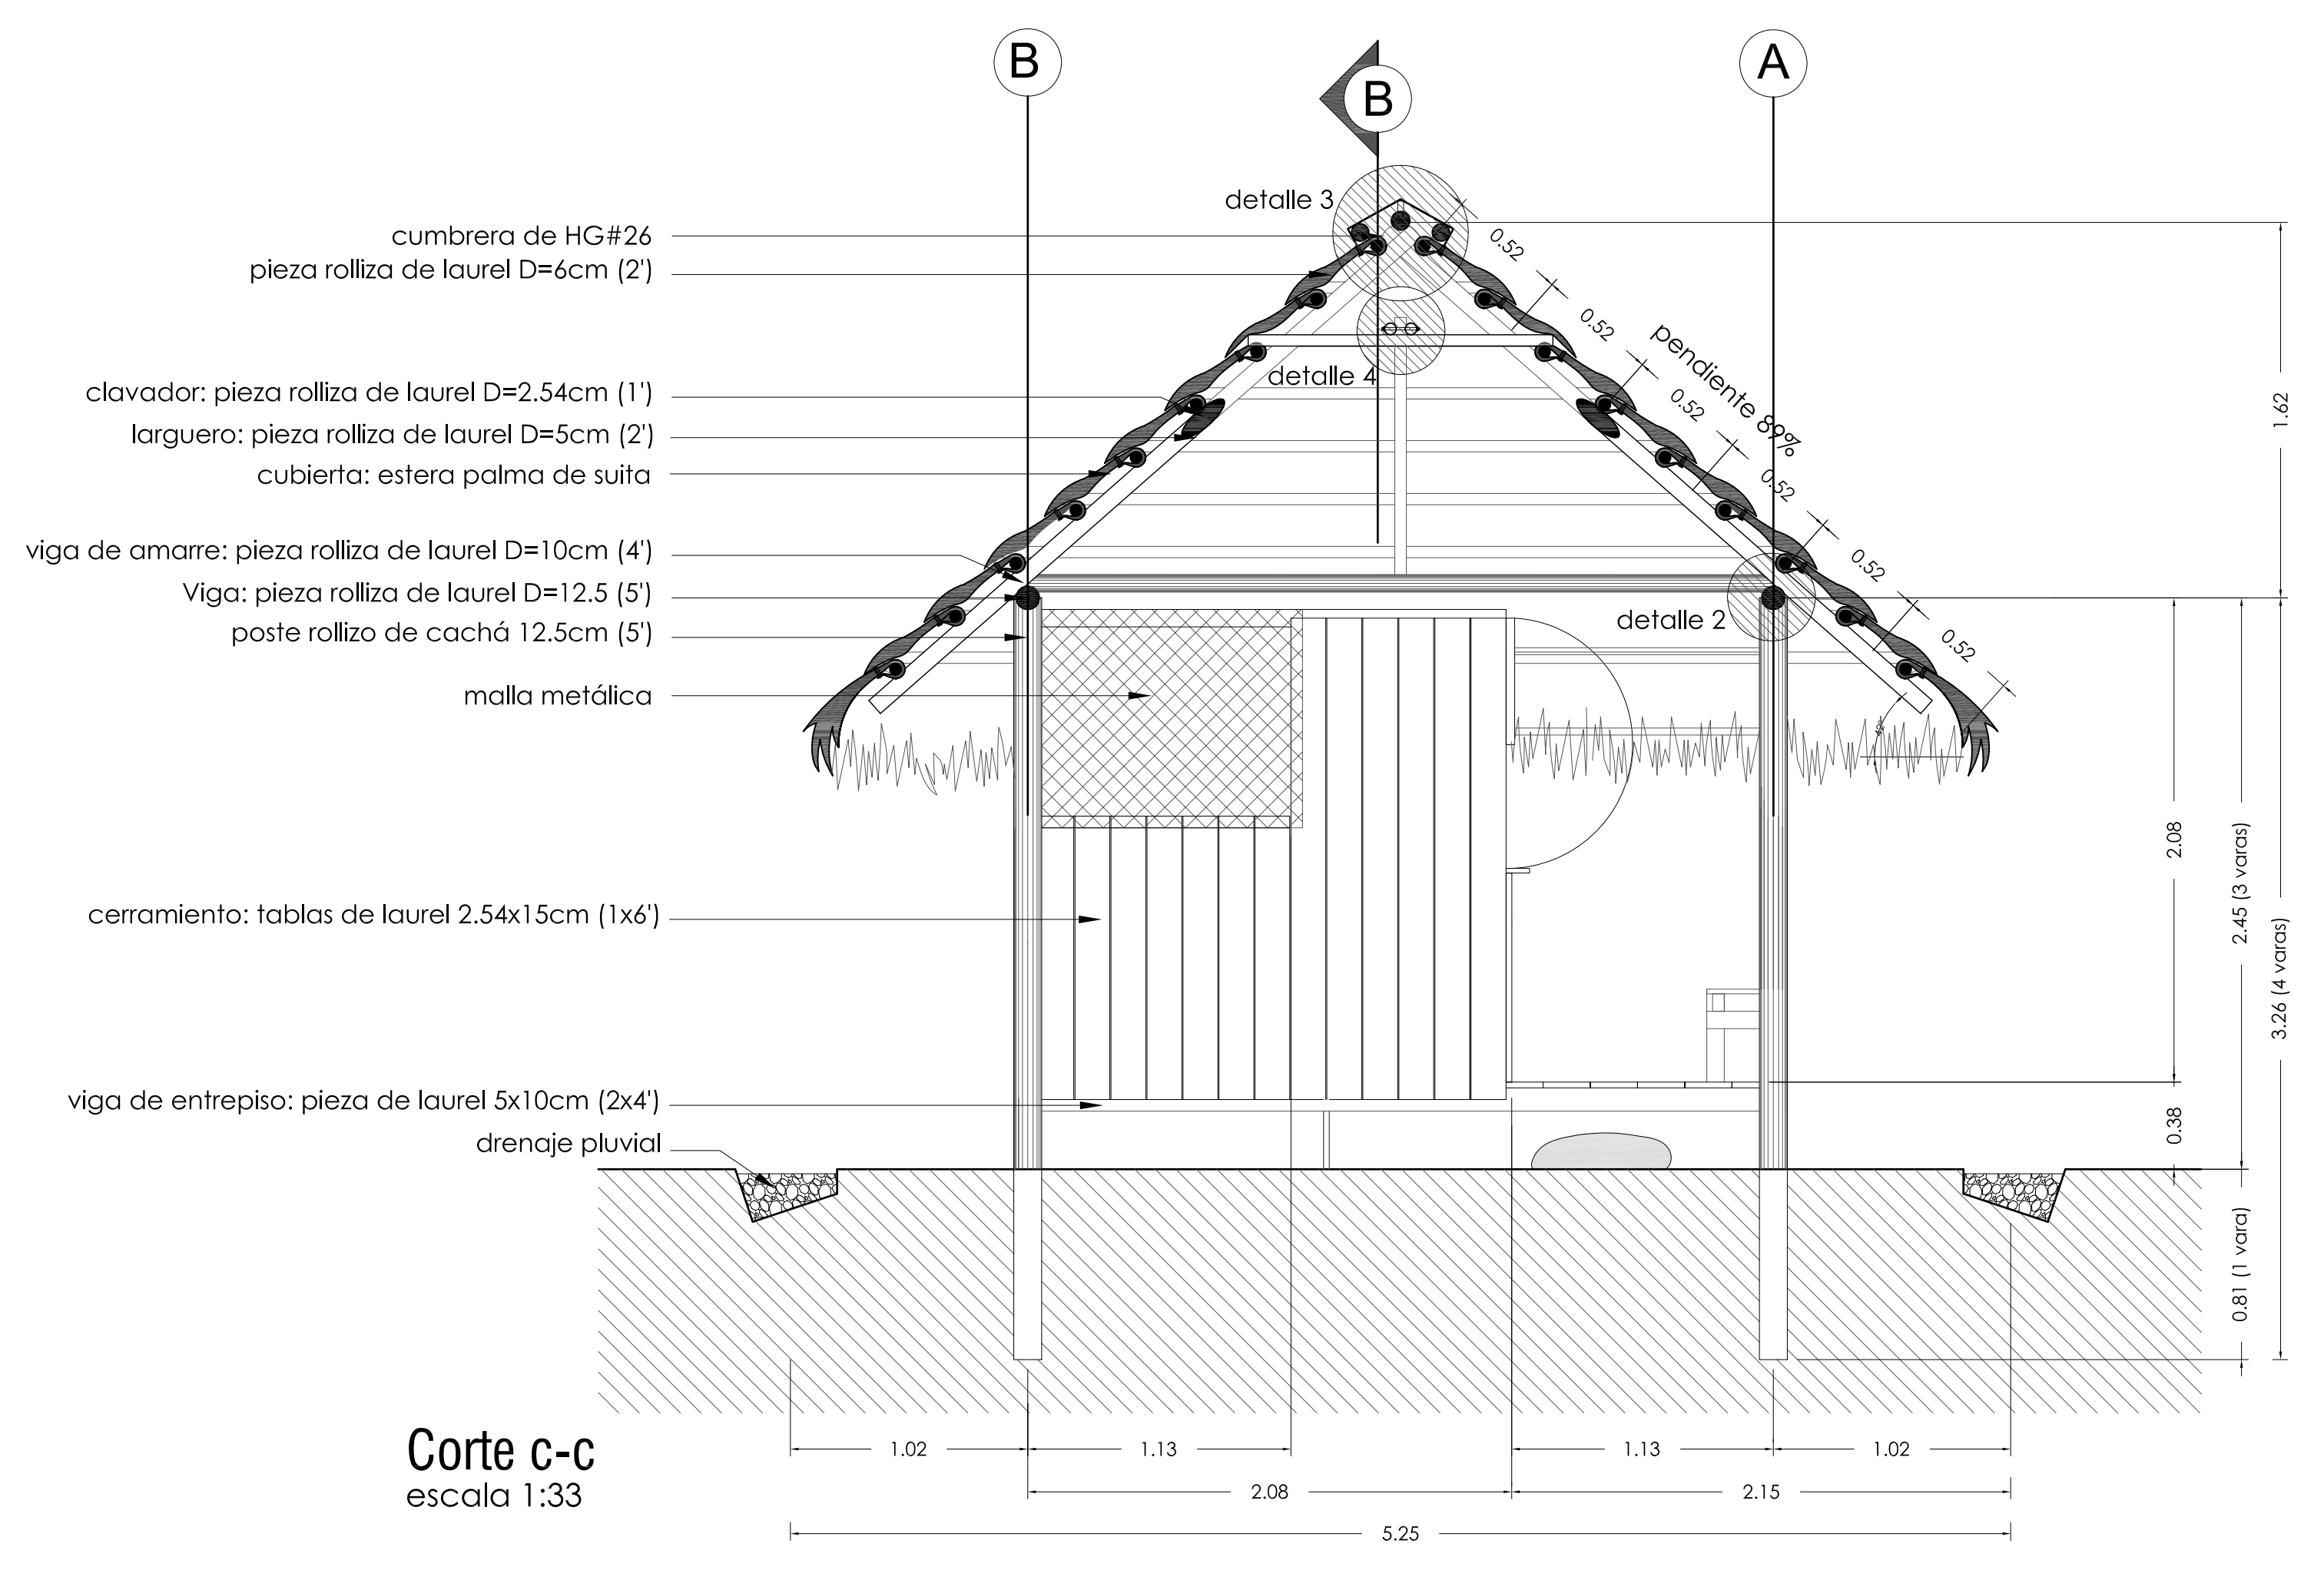 B
B
A
detalle 3
cumbrera de HG#26
pieza rolliza de laurel D=6cm (2')
0.52
0.52
0.52
0.52
0.52
0.52
pendiente 89%
1.62
detalle 4
clavador: pieza rolliza de laurel D=2.54cm (1')
larguero: pieza rolliza de laurel D=5cm (2')
cubierta: estera palma de suita
viga de amarre: pieza rolliza de laurel D=10cm (4')
Viga: pieza rolliza de laurel D=12.5 (5')
poste rollizo de cachá 12.5cm (5')
detalle 2
malla metálica
2.08
2.45 (3 varas)
3.26 (4 varas)
cerramiento: tablas de laurel 2.54x15cm (1x6')
viga de entrepiso: pieza de laurel 5x10cm (2x4')
0.38
drenaje pluvial
0.81 (1 vara)
Corte c-c
escala 1:33
1.02
1.13
1.13
1.02
2.08
2.15
5.25